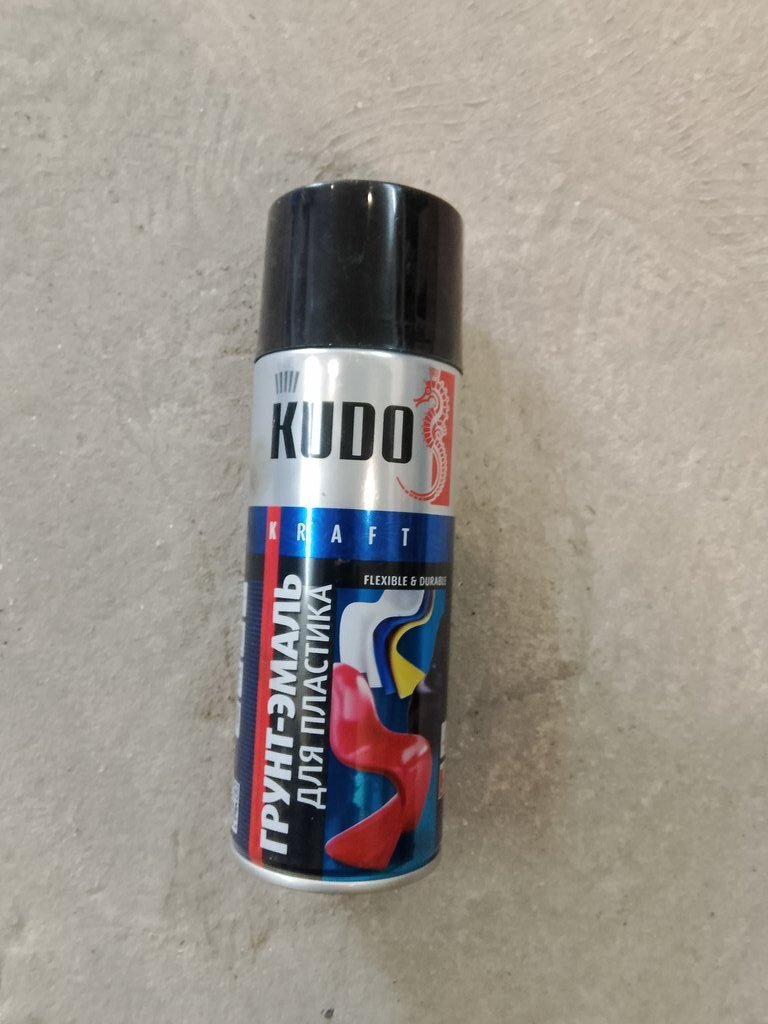 KUDO
KRAFT
FLEXIBLE & DURABLE
ГРУНТ-ЭМАЛЬ
ДЛЯ ПЛАСТИКА